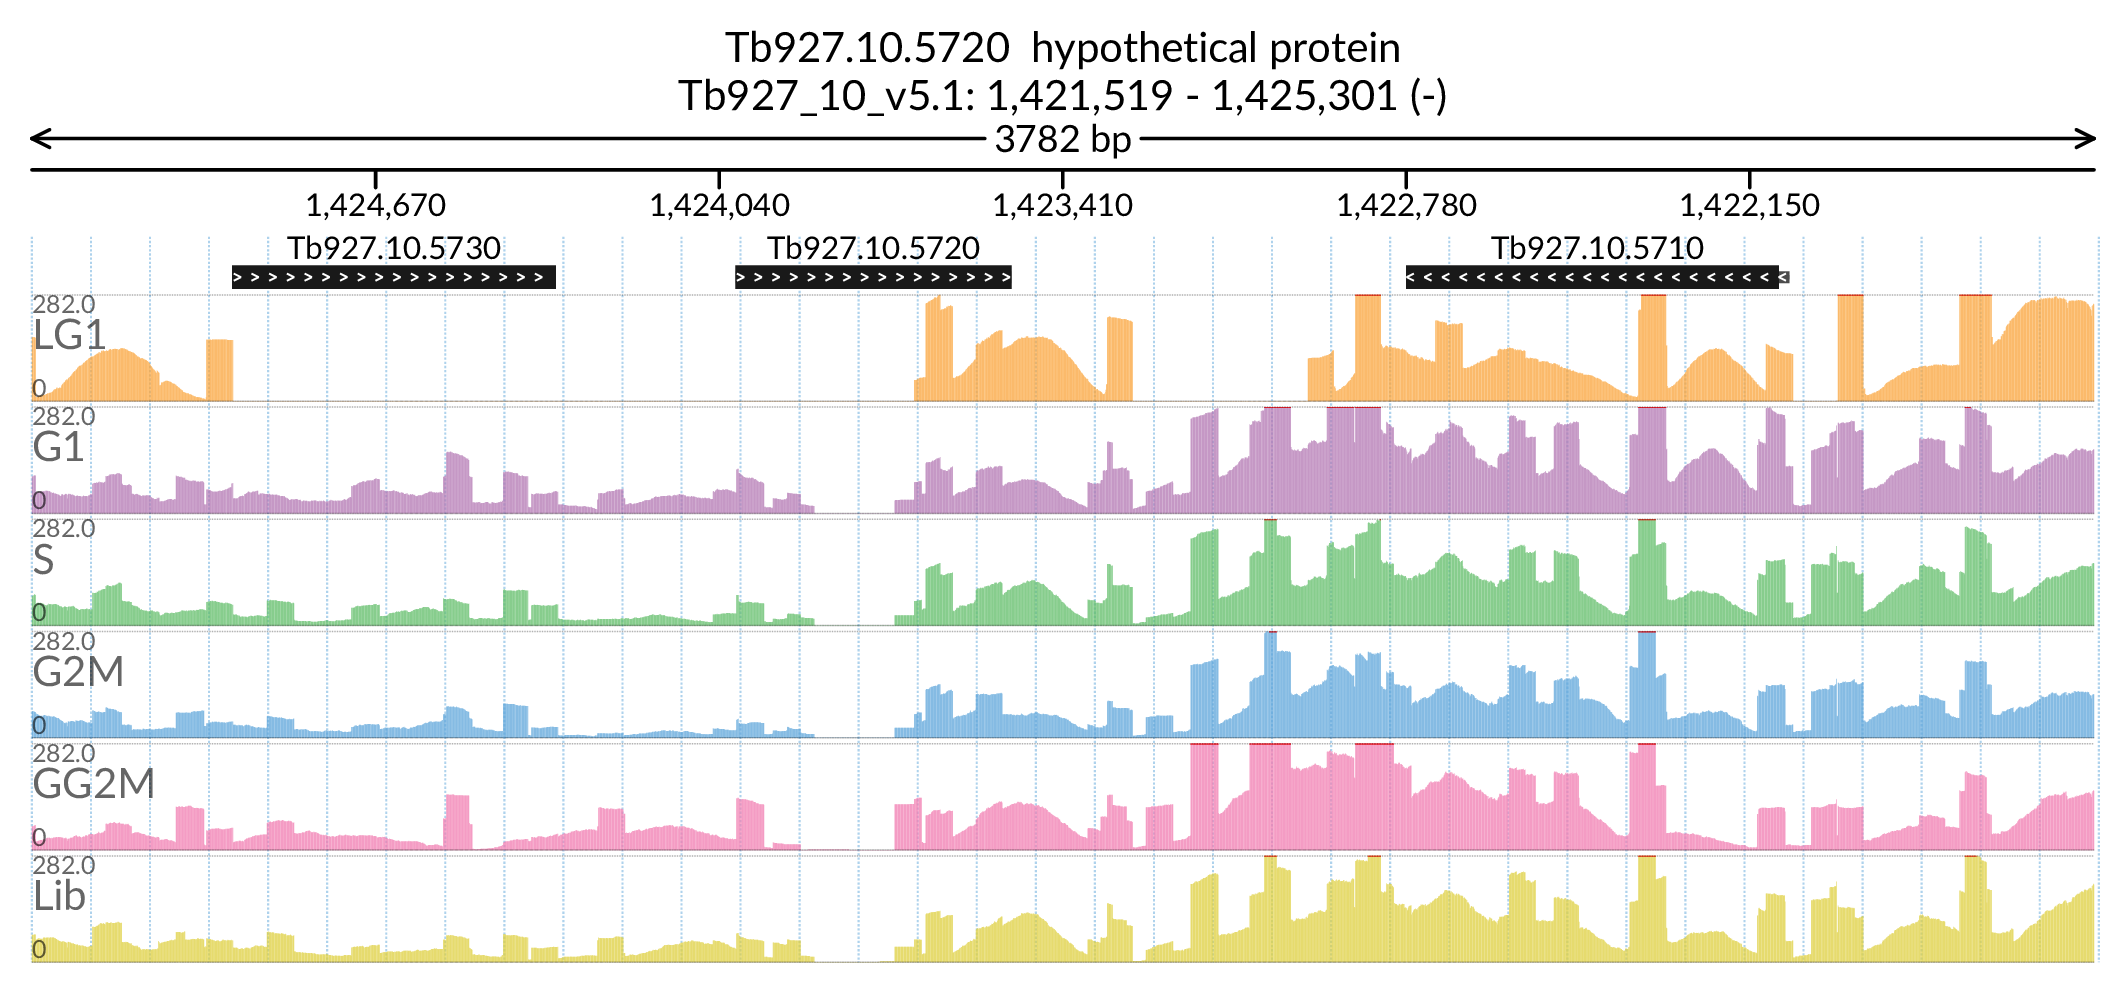 Tb927.10.5720  hypothetical protein
Tb927_10_v5.1: 1,421,519 - 1,425,301 (-)
3782 bp
1,424,670 1,424,040 1,423,410 1,422,780 1,422,150
Tb927.10.5730 Tb927.10.5720 Tb927.10.5710
282.0
LG1
0
282.0
G1
0
282.0
S
0
282.0
G2M
0
282.0
GG2M
0
282.0
Lib
0